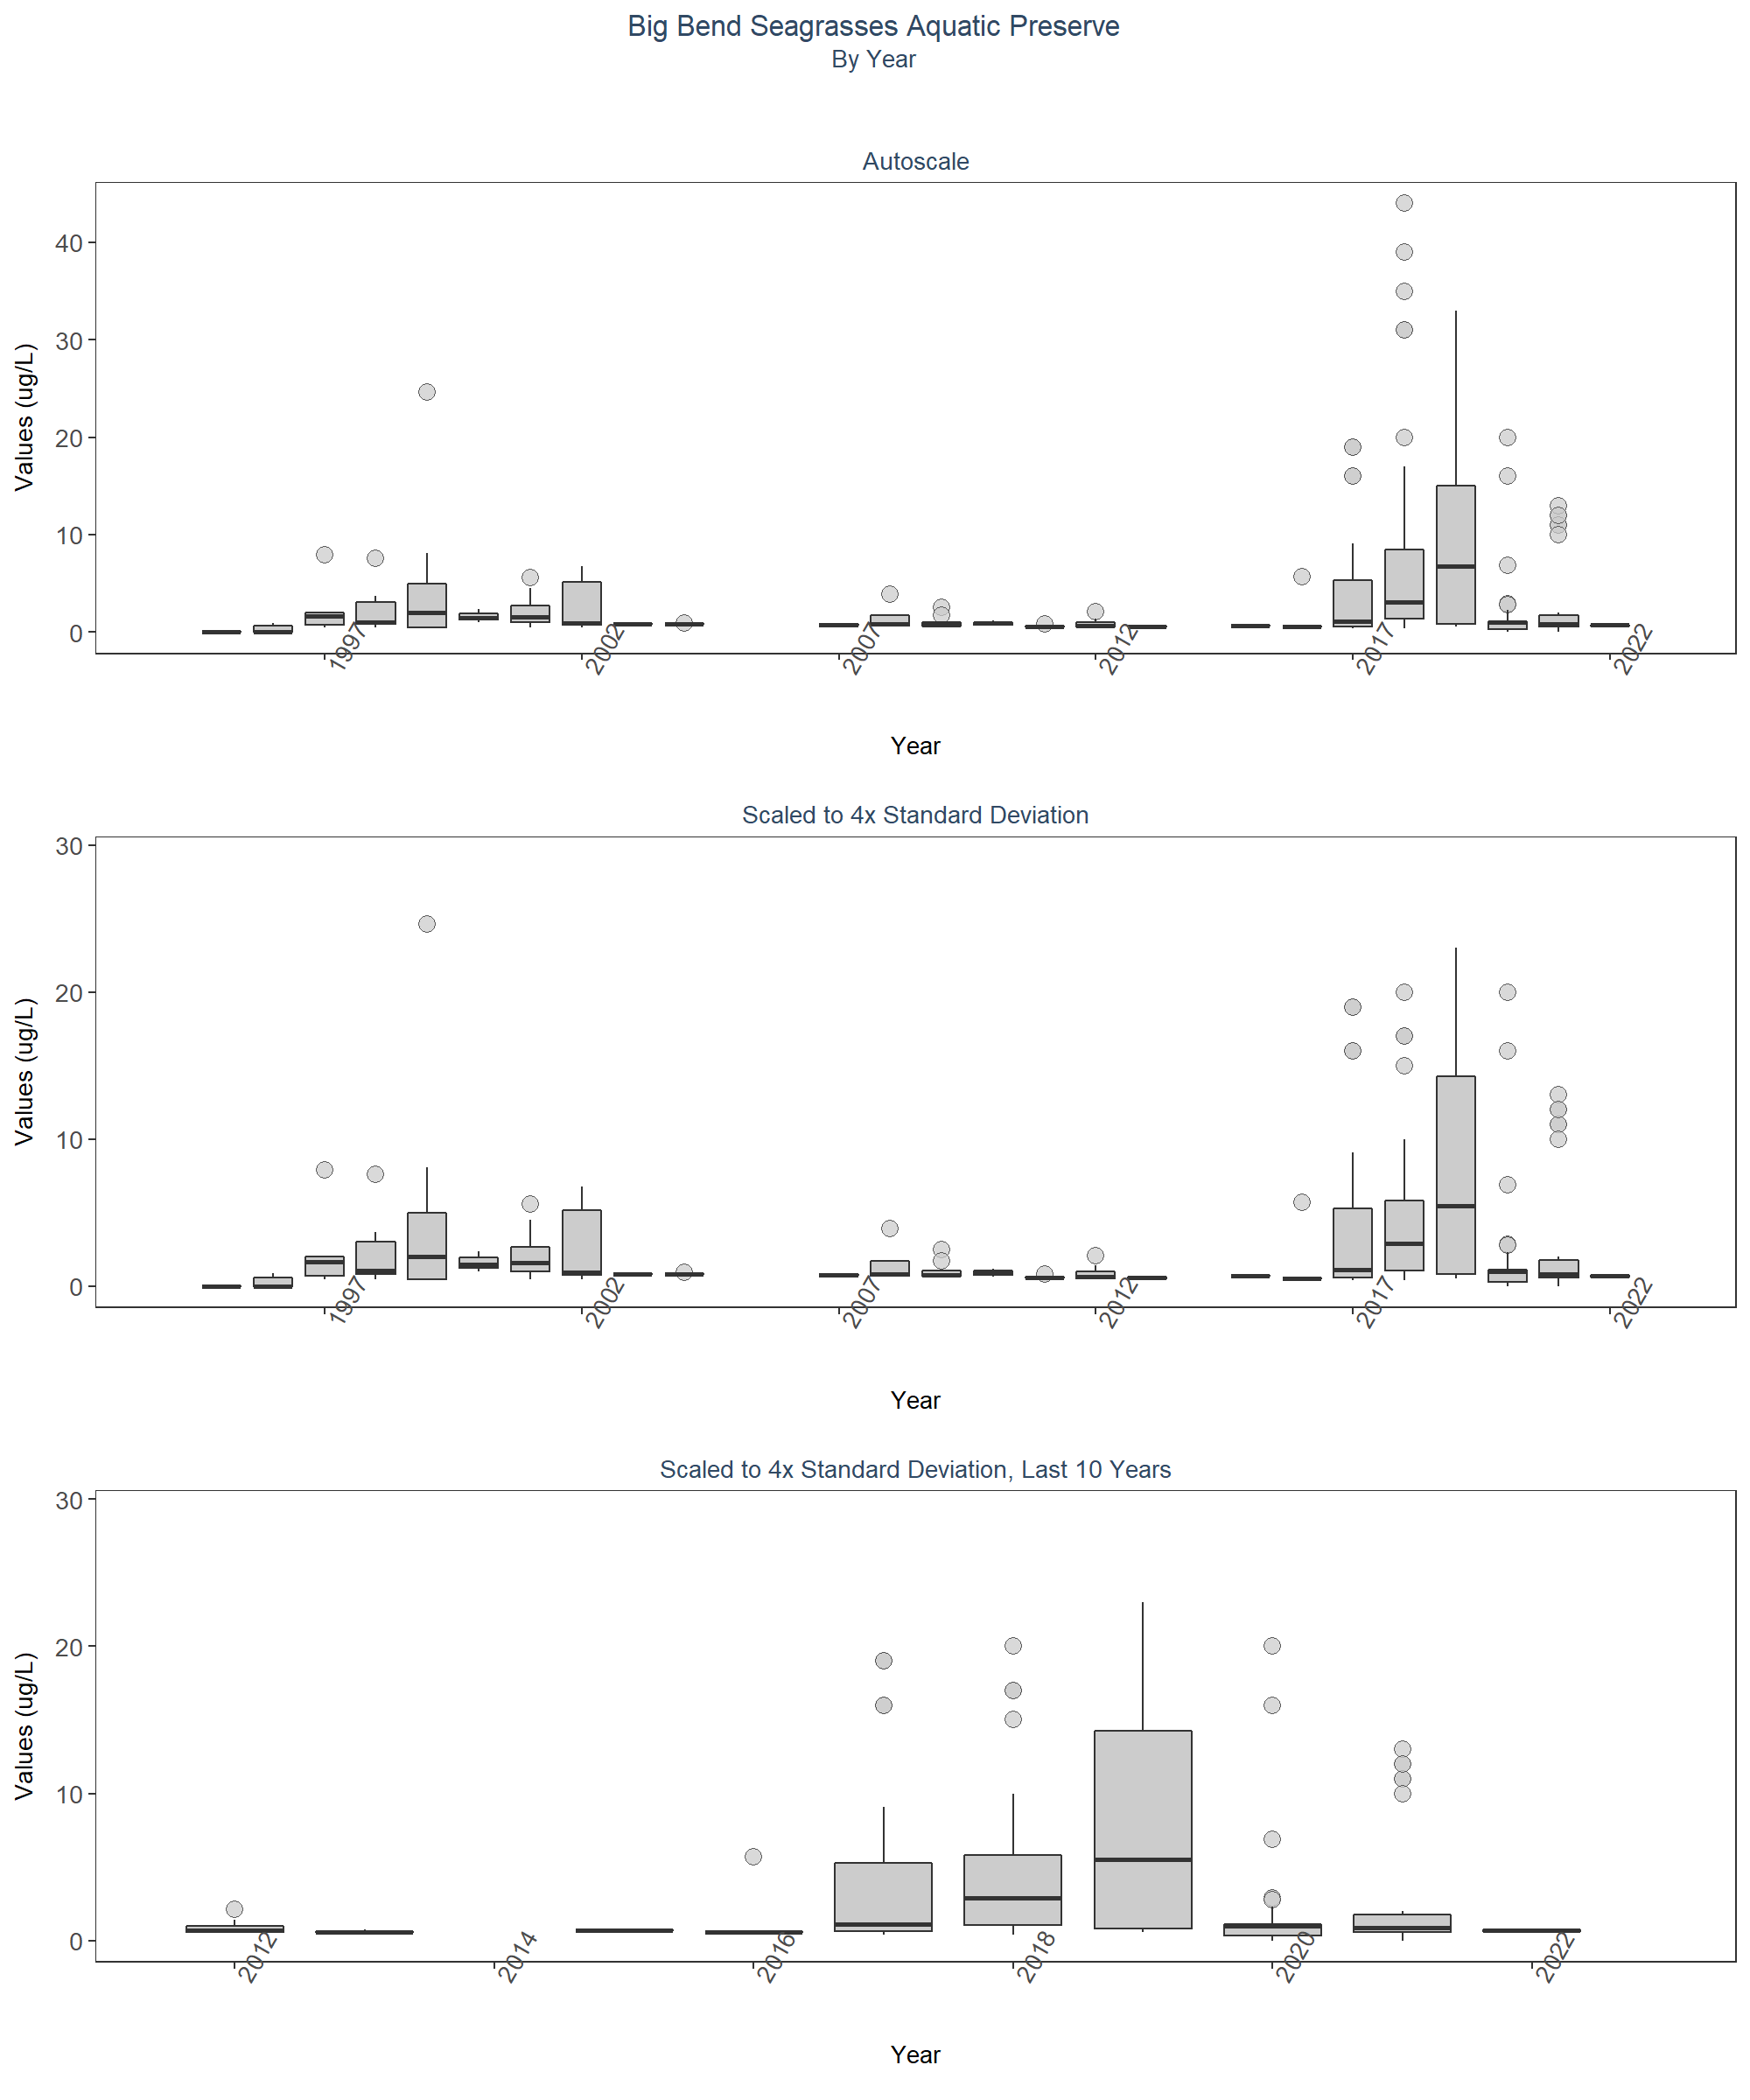 Big Bend Seagrasses Aquatic Preserve
By Year
Autoscale
Values (ug/L)
40
30
20
10
0
1997
2002
2007
2012
2017
2022
Year
Scaled to 4x Standard Deviation
Values (ug/L)
30
20
10
0
1997
2002
2007
2012
2017
2022
Year
Scaled to 4x Standard Deviation, Last 10 Years
Values (ug/L)
30
20
10
0
2012
2014
2016
2018
2020
2022
Year